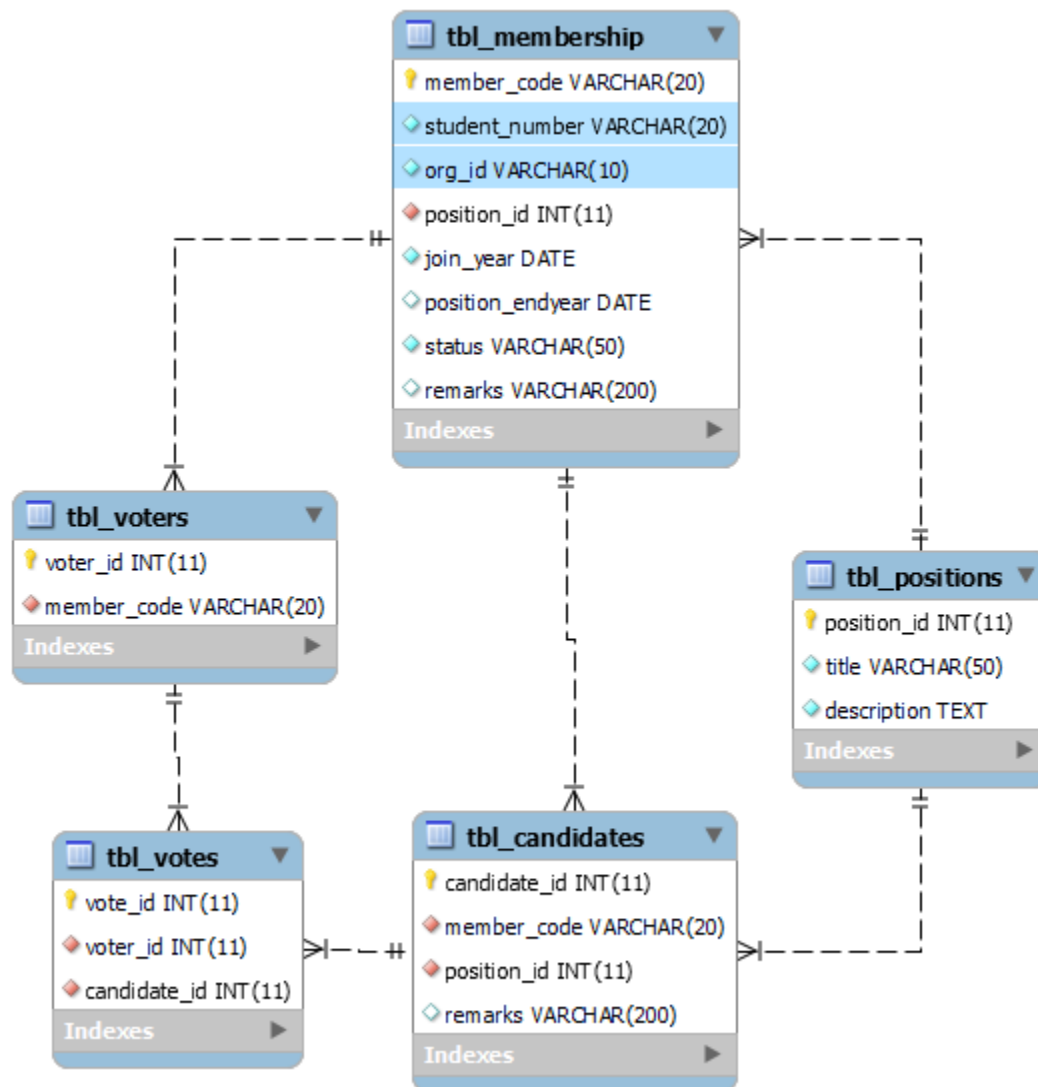 tbl_membership
member_code VARCHAR(20)
student_number VARCHAR(20)
org_id VARCHAR(10)
position_id INT(11)
join_year DATE
position_endyear DATE
status VARCHAR(50)
remarks VARCHAR(200)
Indexes
tbl_voters
voter_id INT(11)
member_code VARCHAR(20)
Indexes
tbl_positions
position_id INT(11)
title VARCHAR(50)
description TEXT
Indexes
tbl_votes
vote_id INT(11)
voter_id INT(11)
candidate_id INT(11)
Indexes
tbl_candidates
candidate_id INT(11)
member_code VARCHAR(20)
position_id INT(11)
remarks VARCHAR(200)
Indexes